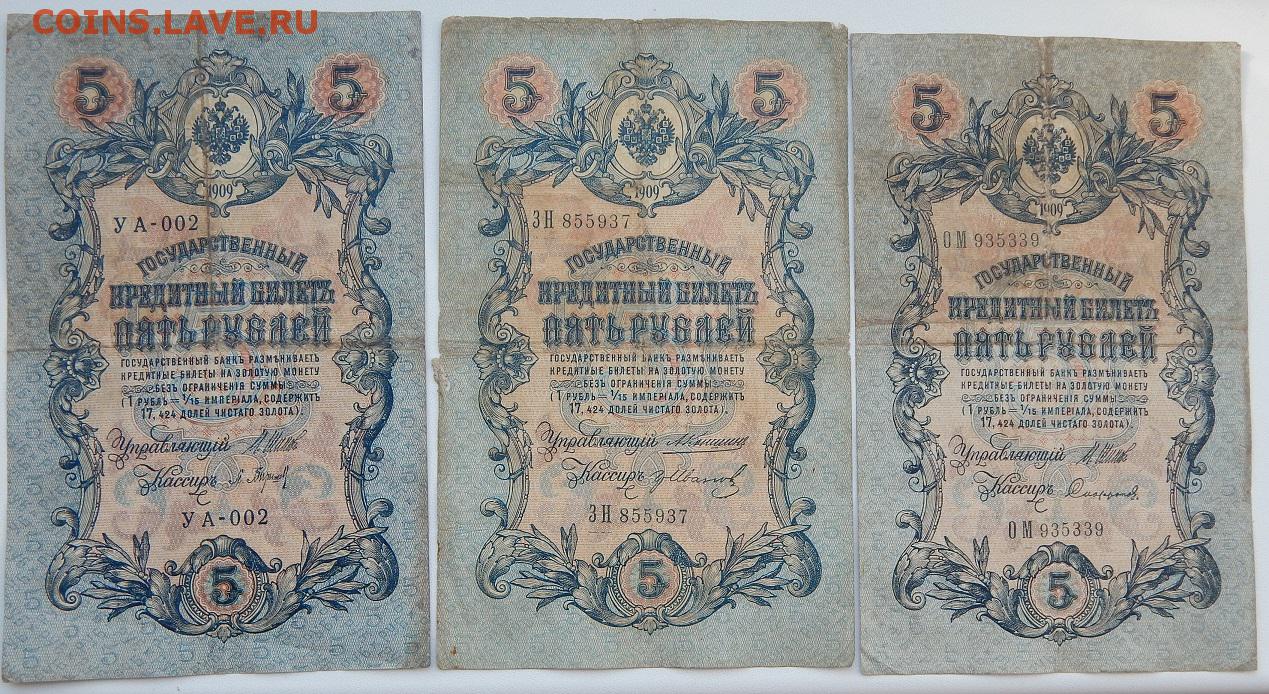 COINS.LAVE.RU
5 5
1909
УА-002
ГОСУДАРСТВЕННЫЙ
КРЕДИТНЫЙ БИЛЕТЪ
ПЯТЬ РУБЛЕЙ
ГОСУДАРСТВЕННЫЙ БАНКЪ РАЗМѢНИВАЕТЪ
КРЕДИТНЫЕ БИЛЕТЫ НА ЗОЛОТУЮ МОНЕТУ
БЕЗЪ ОГРАНИЧЕНІЯ СУММЫ
(1 РУБЛЬ = 1/15 ИМПЕРІАЛА, СОДЕРЖИТЪ
17,424 ДОЛЕЙ ЧИСТАГО ЗОЛОТА).
Управляющій
Кассиръ
УА-002
5
5 5
1909
ЗН 855937
ГОСУДАРСТВЕННЫЙ
КРЕДИТНЫЙ БИЛЕТЪ
ПЯТЬ РУБЛЕЙ
ГОСУДАРСТВЕННЫЙ БАНКЪ РАЗМѢНИВАЕТЪ
КРЕДИТНЫЕ БИЛЕТЫ НА ЗОЛОТУЮ МОНЕТУ
БЕЗЪ ОГРАНИЧЕНІЯ СУММЫ
(1 РУБЛЬ = 1/15 ИМПЕРІАЛА, СОДЕРЖИТЪ
17,424 ДОЛЕЙ ЧИСТАГО ЗОЛОТА).
Управляющій
Кассиръ ГИвановъ
ЗН 855937
5
5 5
1909
ОМ 935339
ГОСУДАРСТВЕННЫЙ
КРЕДИТНЫЙ БИЛЕТЪ
ПЯТЬ РУБЛЕЙ
ГОСУДАРСТВЕННЫЙ БАНКЪ РАЗМѢНИВАЕТЪ
КРЕДИТНЫЕ БИЛЕТЫ НА ЗОЛОТУЮ МОНЕТУ
БЕЗЪ ОГРАНИЧЕНІЯ СУММЫ
(1 РУБЛЬ = 1/15 ИМПЕРІАЛА, СОДЕРЖИТЪ
17,424 ДОЛЕЙ ЧИСТАГО ЗОЛОТА).
Управляющій
Кассиръ
ОМ 935339
5